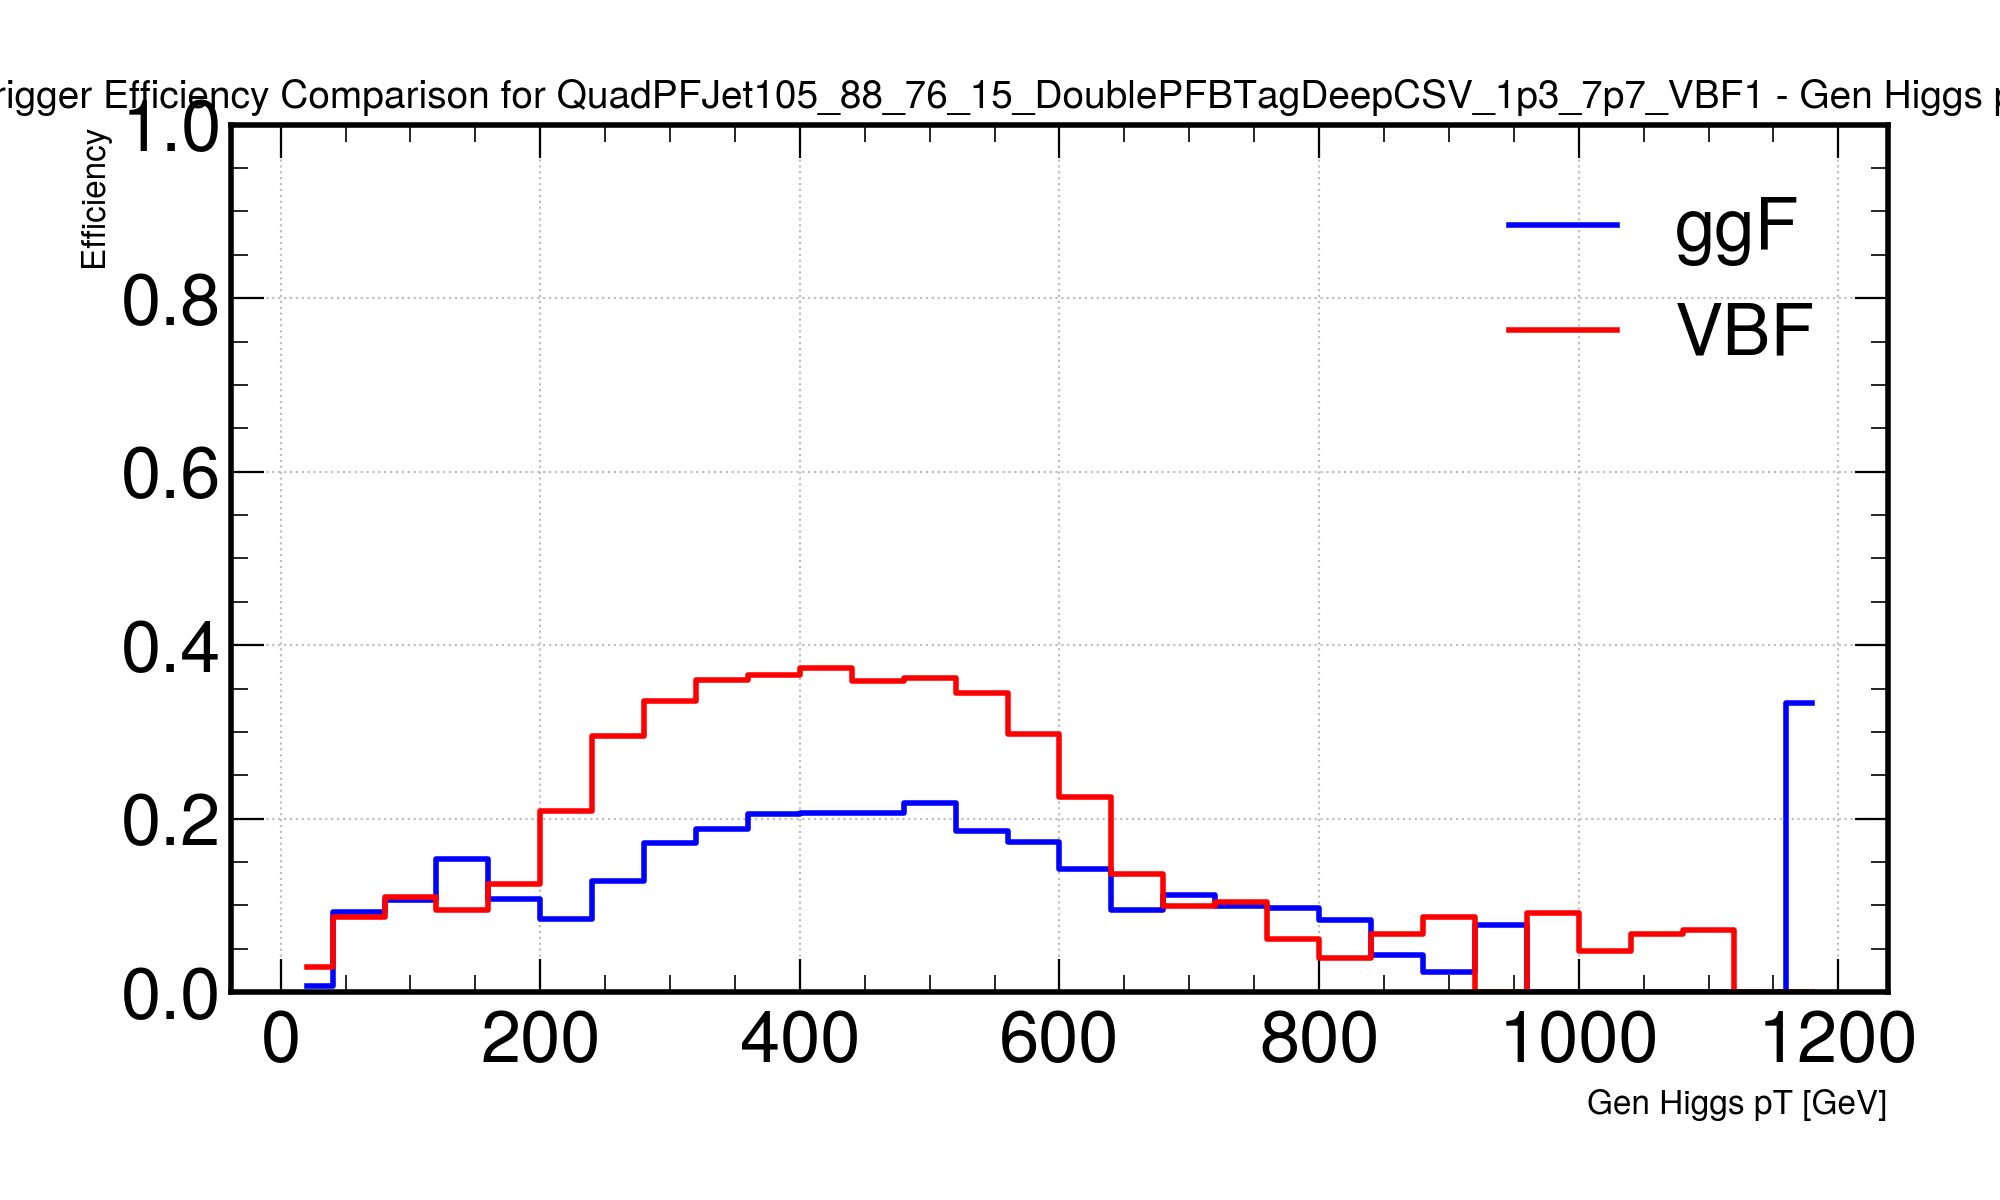 rigger Efficiency Comparison for QuadPFJet105_88_76_15_DoublePFBTagDeepCSV_1p3_7p7_VBF1 - Gen Higgs p
Efficiency
1.0
0.8
0.6
0.4
0.2
0.0
ggF
VBF
0 200 400 600 800 1000 1200
Gen Higgs pT [GeV]